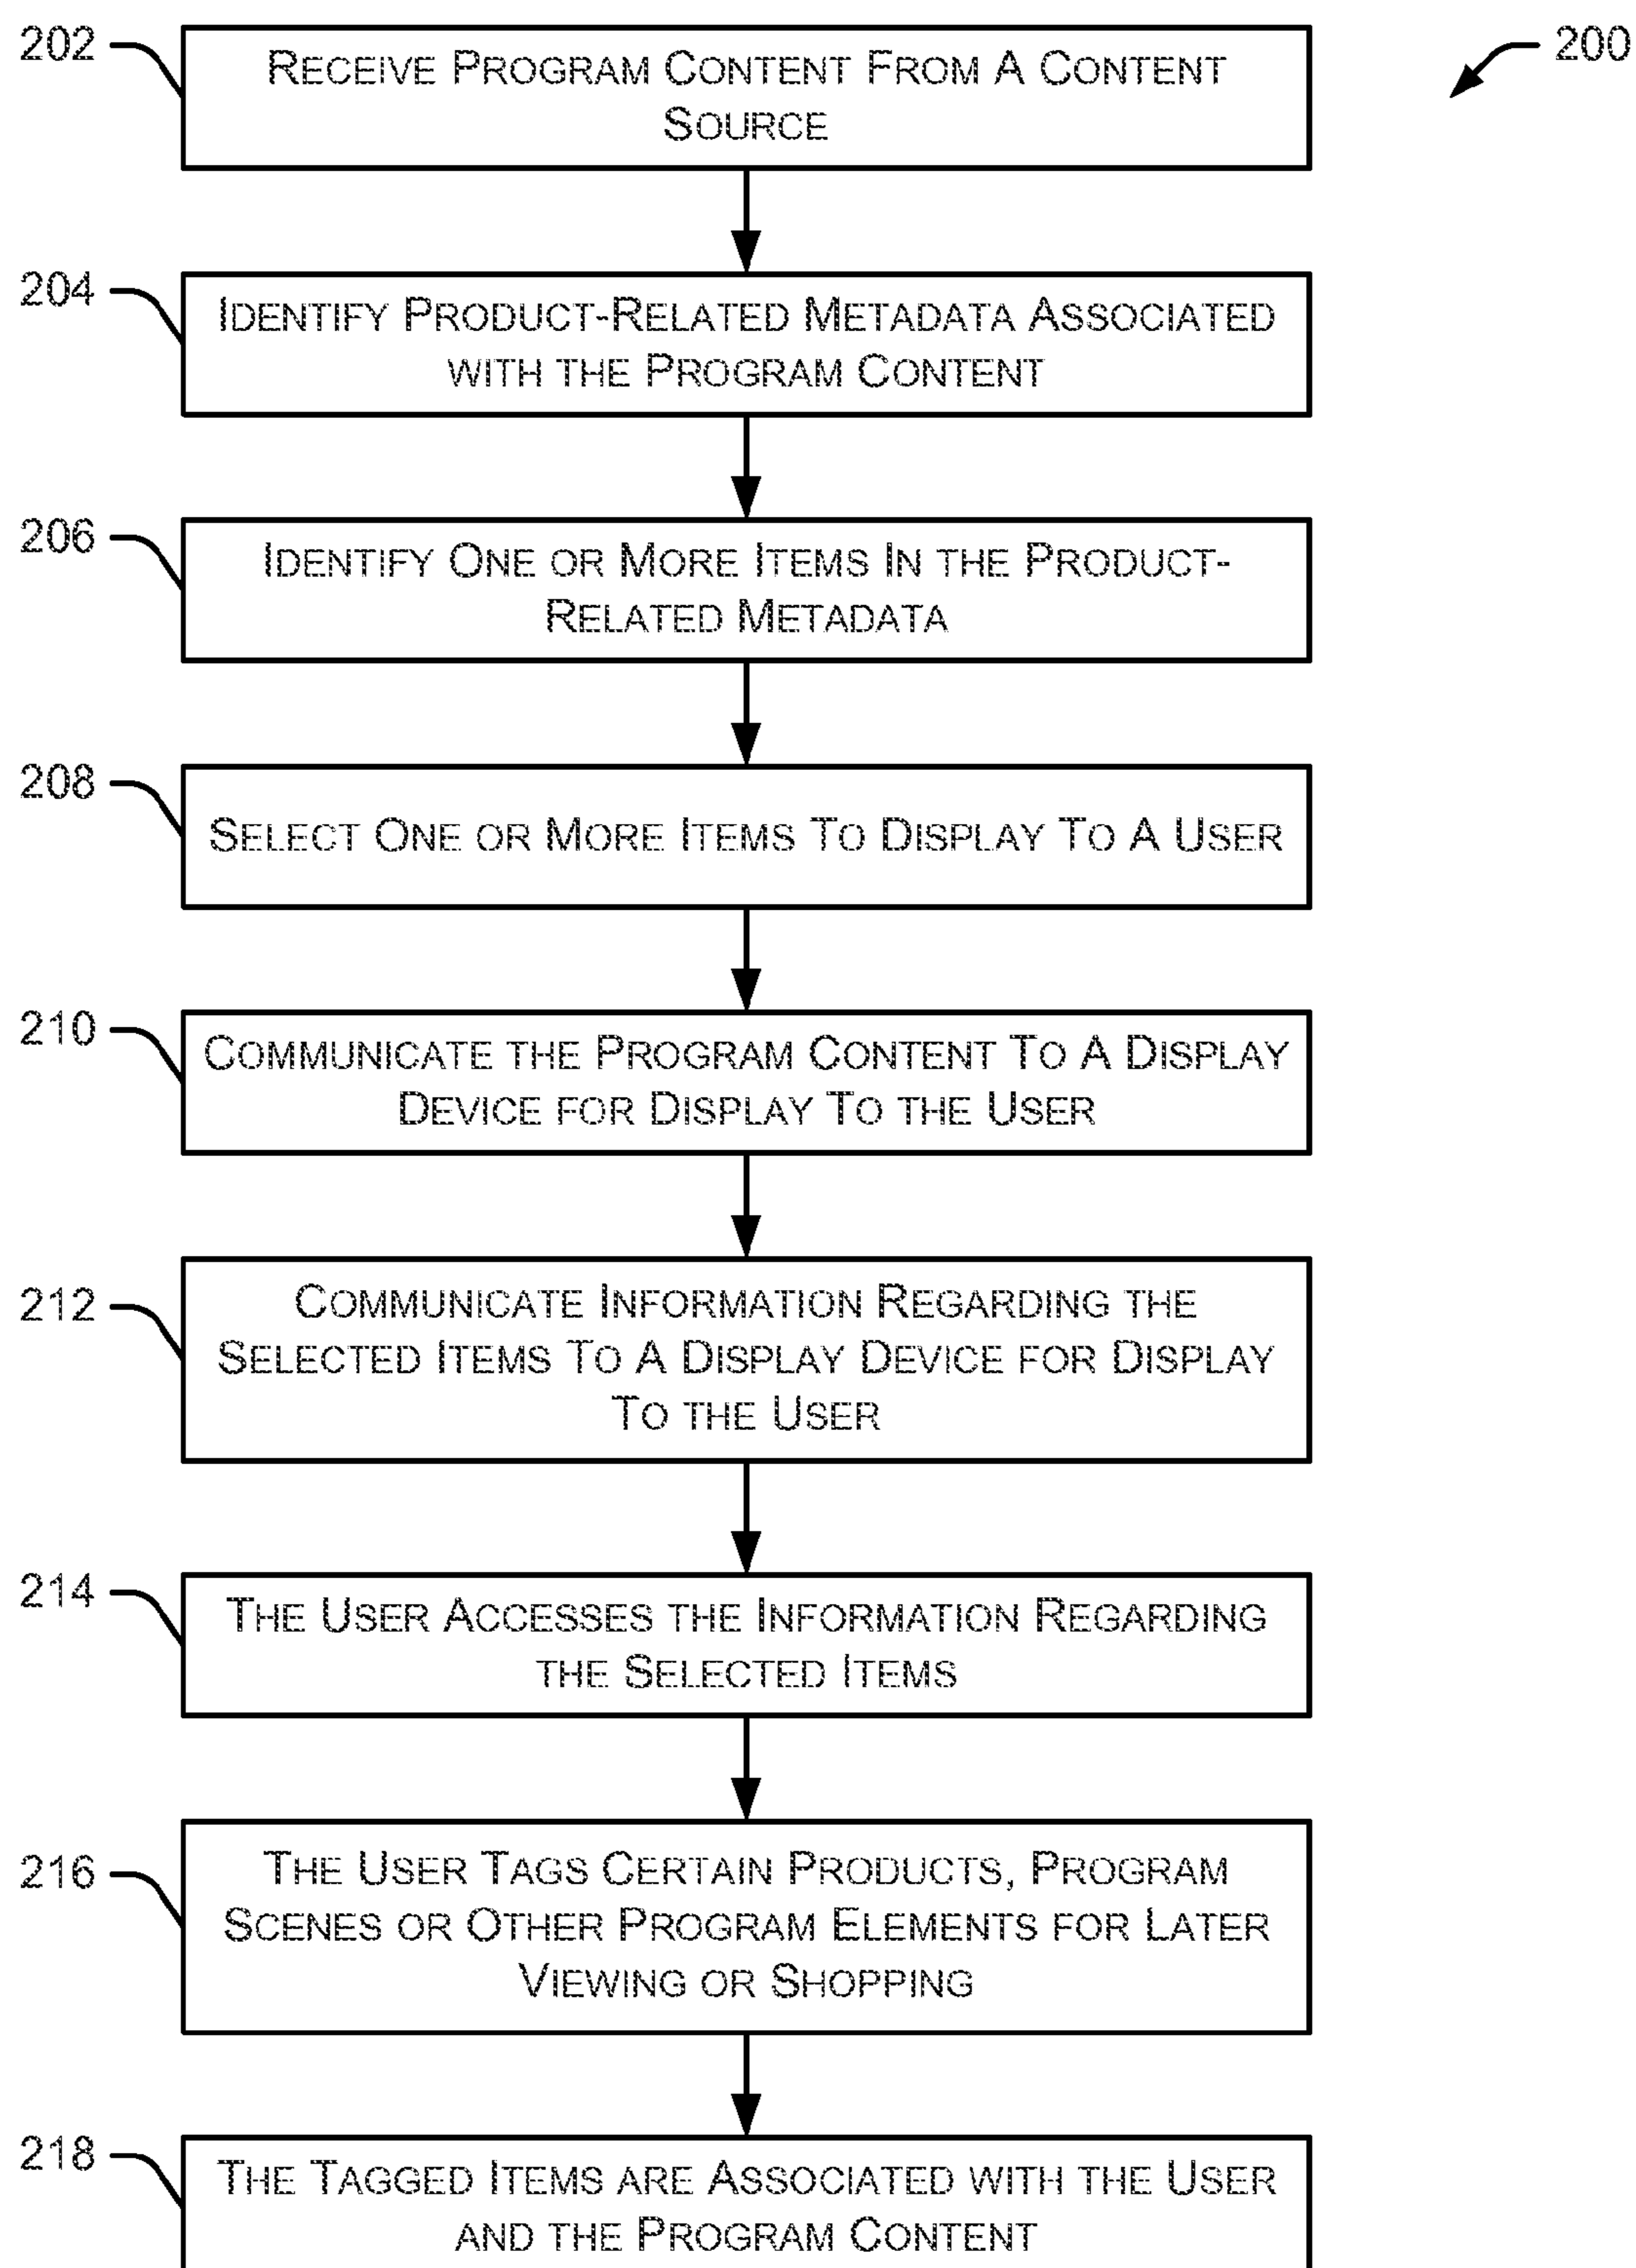 202
200
RECEIVE PROGRAM CONTENT FROM A CONTENT
SOURCE
204
IDENTIFY PRODUCT-RELATED METADATA ASSOCIATED
WITH THE PROGRAM CONTENT
206
IDENTIFY ONE OR MORE ITEMS IN THE PRODUCT-
RELATED METADATA
208
SELECT ONE OR MORE ITEMS TO DISPLAY TO A USER
210
COMMUNICATE THE PROGRAM CONTENT TO A DISPLAY
DEVICE FOR DISPLAY TO THE USER
212
COMMUNICATE INFORMATION REGARDING THE
SELECTED ITEMS TO A DISPLAY DEVICE FOR DISPLAY
TO THE USER
214
THE USER ACCESSES THE INFORMATION REGARDING
THE SELECTED ITEMS
216
THE USER TAGS CERTAIN PRODUCTS, PROGRAM
SCENES OR OTHER PROGRAM ELEMENTS FOR LATER
VIEWING OR SHOPPING
218
THE TAGGED ITEMS ARE ASSOCIATED WITH THE USER
AND THE PROGRAM CONTENT